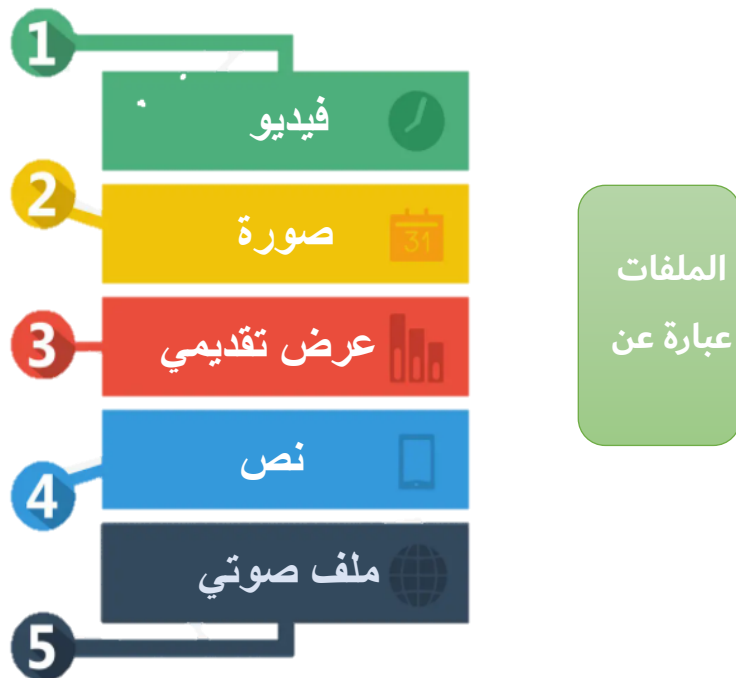 الملفات
عبارة عن
1
فيديو
2
صورة
31
3
عرض تقديمي
4
نص
5
ملف صوتي